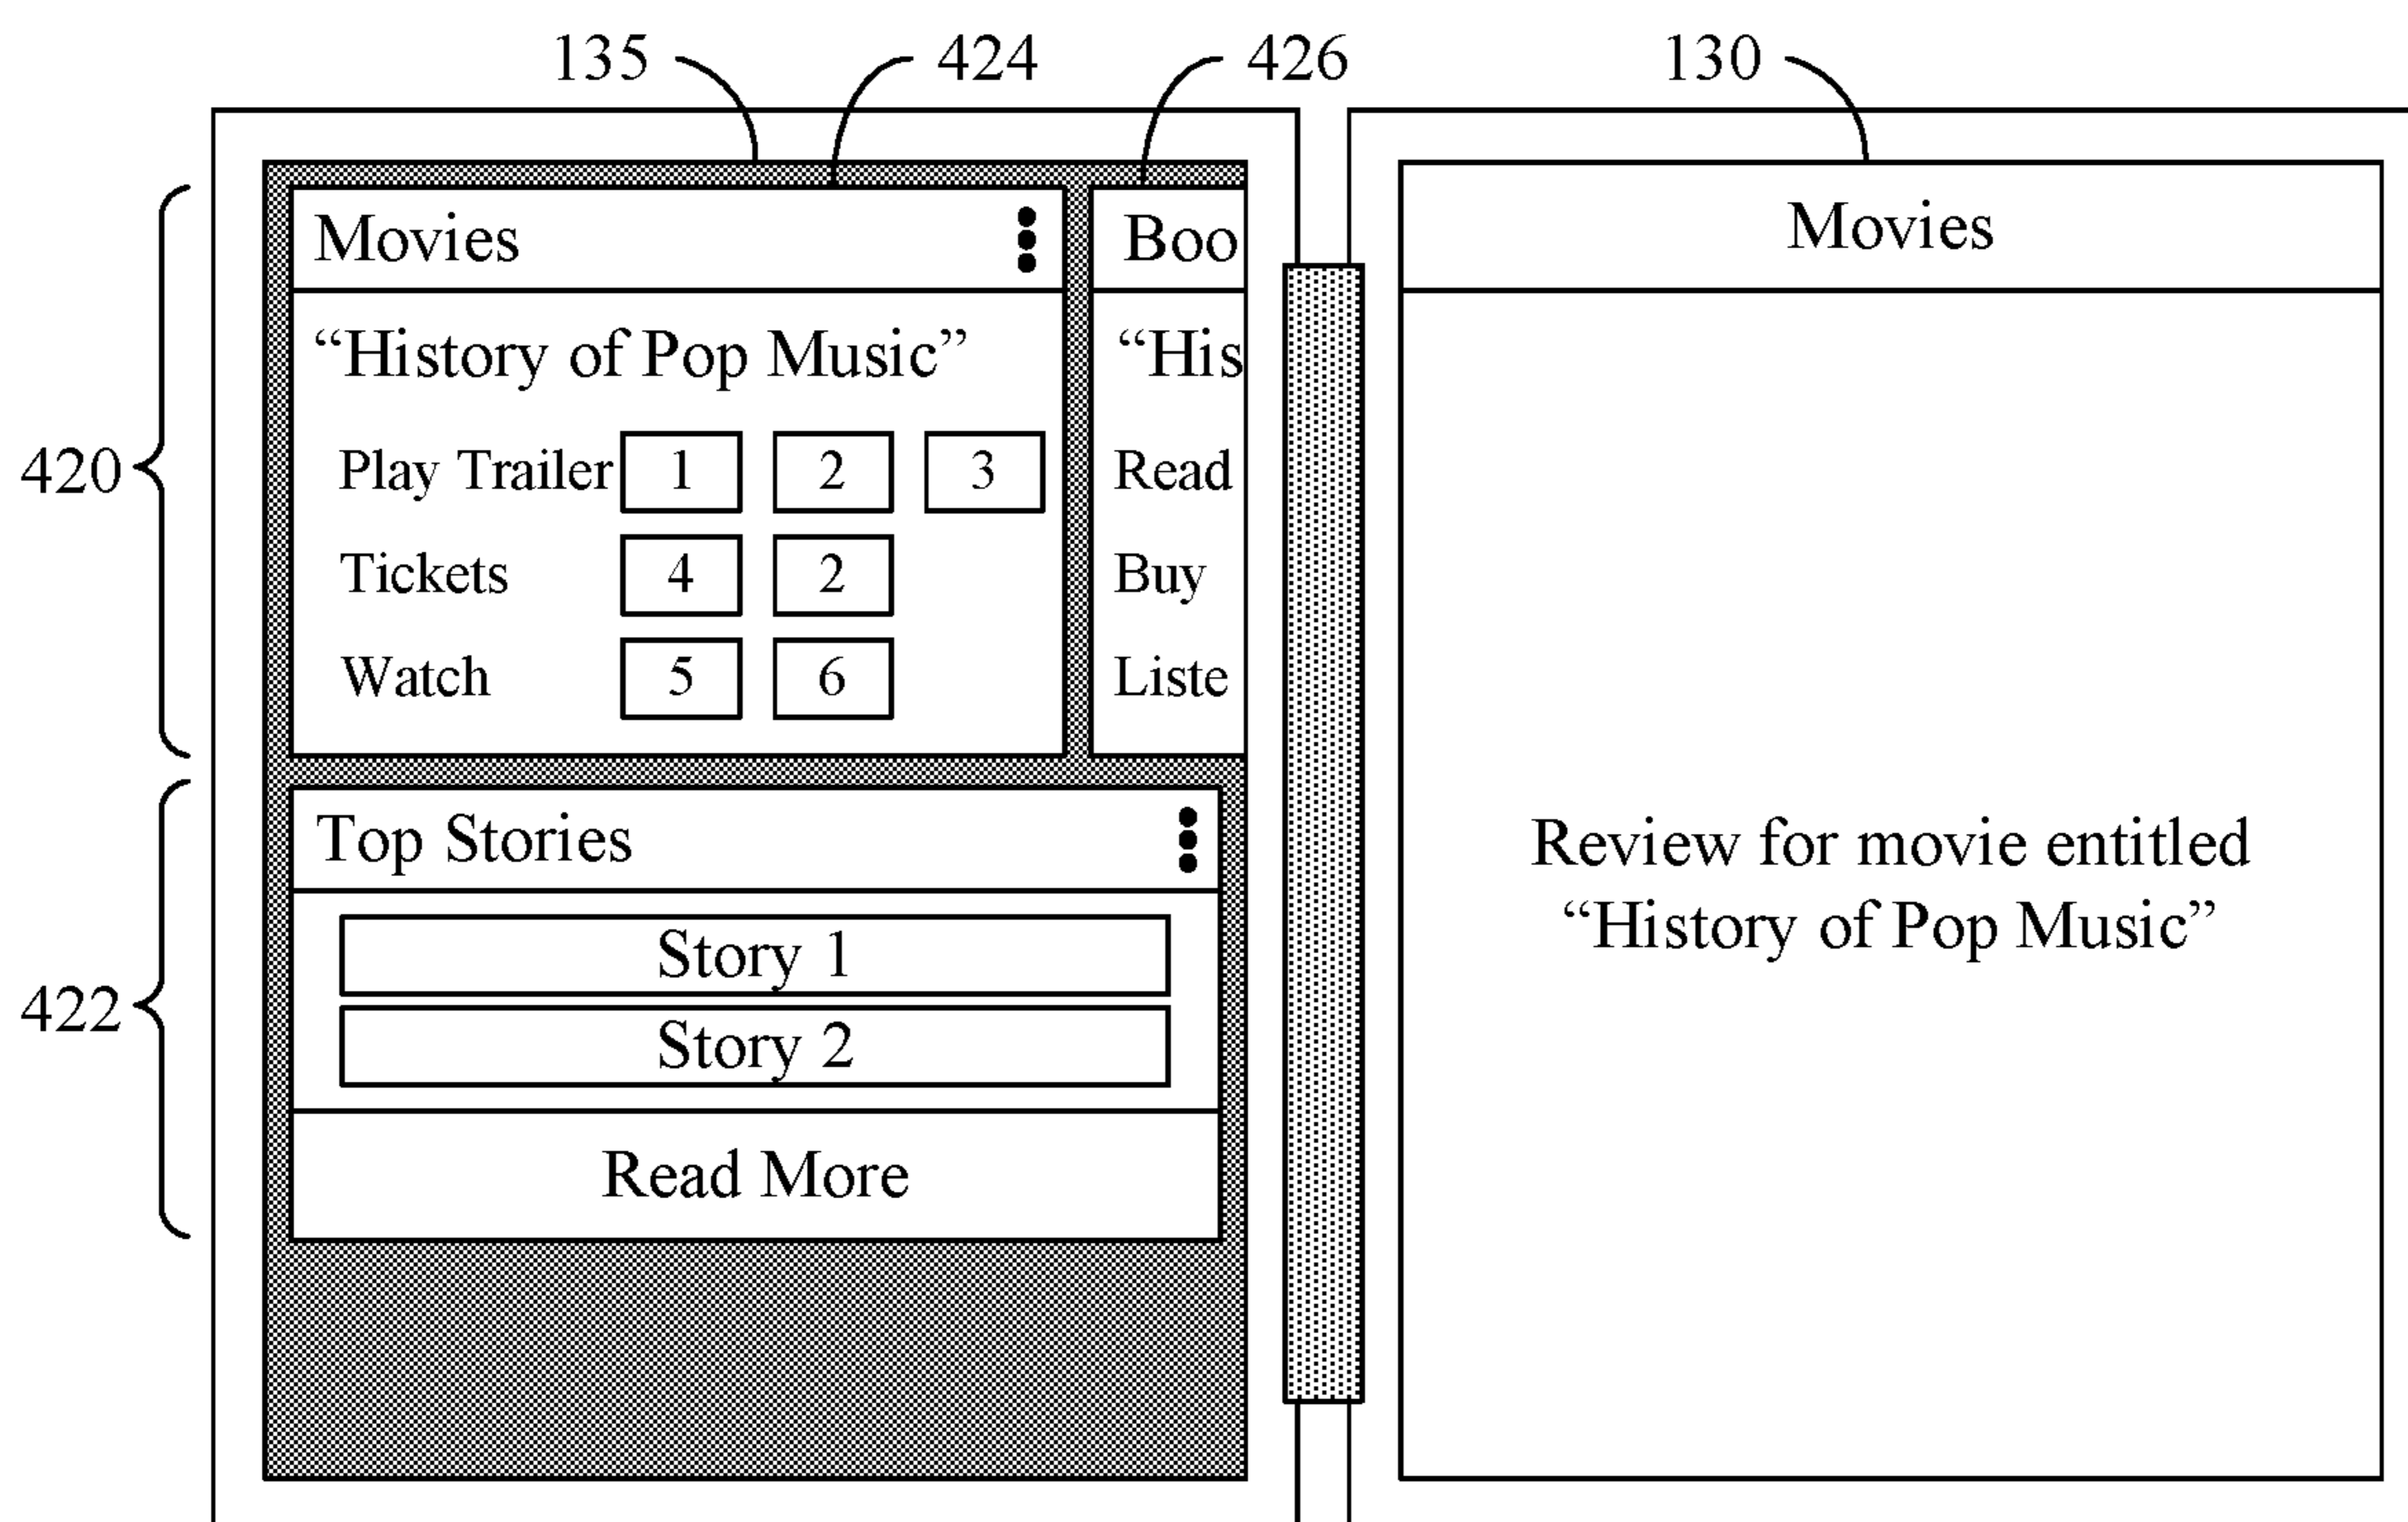 135
424
426
130
Movies
Boo
Movies
“History of Pop Music”
“His
420
Play Trailer 1 2 3
Read
Tickets 4 2
Buy
Watch 5 6
Liste
422
Top Stories
Story 1
Story 2
Read More
Review for movie entitled
“History of Pop Music”